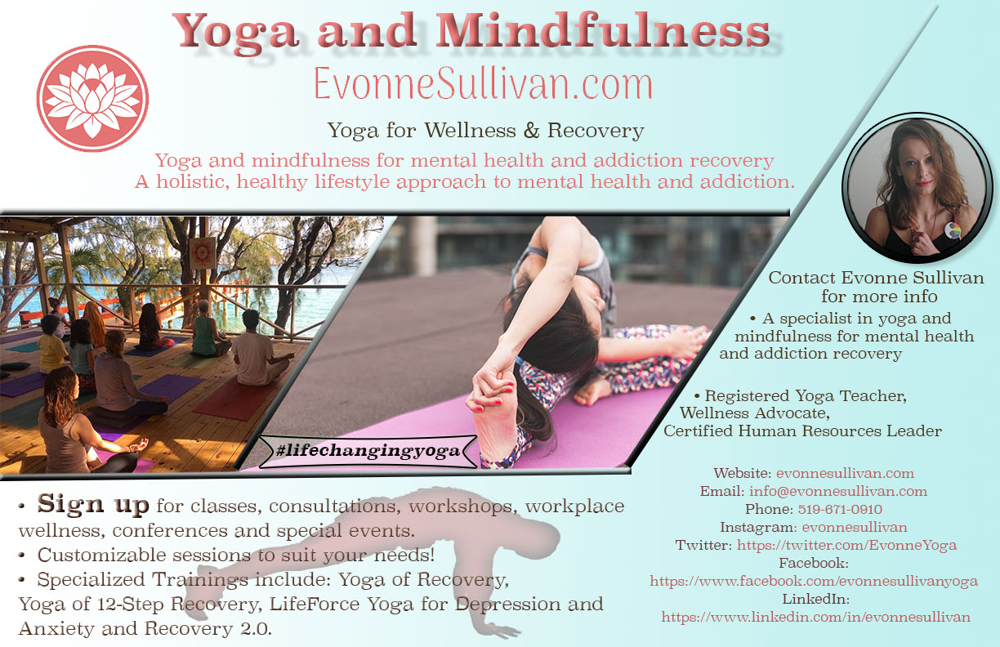 Yoga and Mindfulness
EvonneSullivan.com
Yoga for Wellness & Recovery
Yoga and mindfulness for mental health and addiction recovery
A holistic, healthy lifestyle approach to mental health and addiction.
Contact Evonne Sullivan
for more info
• A specialist in yoga and
mindfulness for mental health
and addiction recovery
• Registered Yoga Teacher,
Wellness Advocate,
Certified Human Resources Leader
#lifechangingyoga
• Sign up for classes, consultations, workshops, workplace
wellness, conferences and special events.
• Customizable sessions to suit your needs!
• Specialized Trainings include: Yoga of Recovery,
Yoga of 12-Step Recovery, LifeForce Yoga for Depression and
Anxiety and Recovery 2.0.
Website: evonnesullivan.com
Email: info@evonnesullivan.com
Phone: 519-671-0910
Instagram: evonnesullivan
Twitter: https://twitter.com/EvonneYoga
Facebook:
https://www.facebook.com/evonnesullivanyoga
LinkedIn:
https://www.linkedin.com/in/evonnesullivan